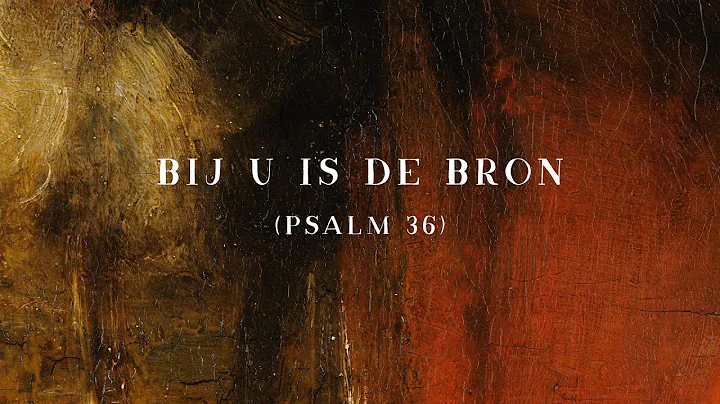 BIJ U IS DE BRON
(PSALM 36)